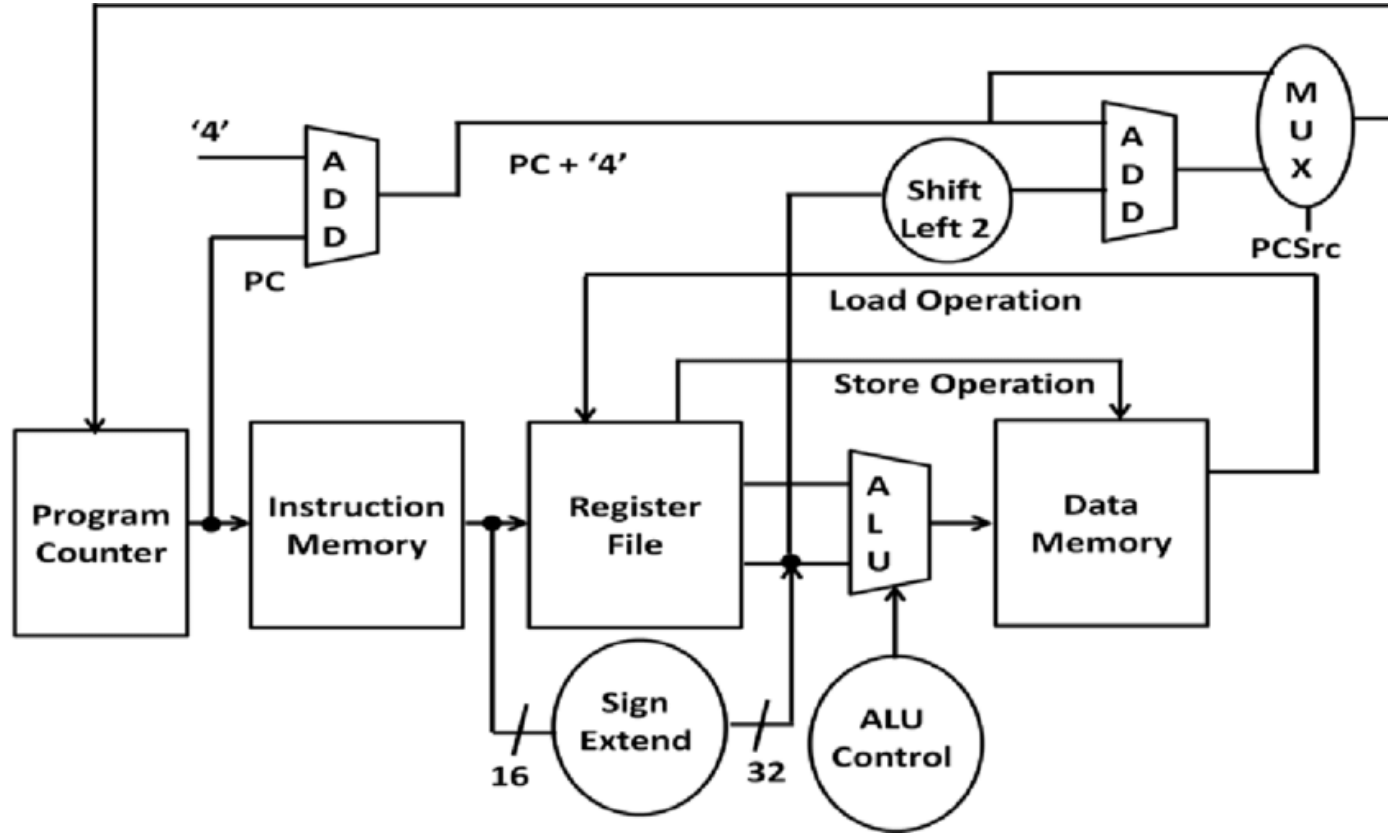 M
U
X
‘4’
A
D
D
PC + ‘4’
A
D
D
Shift
Left 2
PC
PCSrc
Load Operation
Store Operation
Program
Counter
Instruction
Memory
Register
File
A
L
U
Data
Memory
Sign
Extend
16
32
ALU
Control